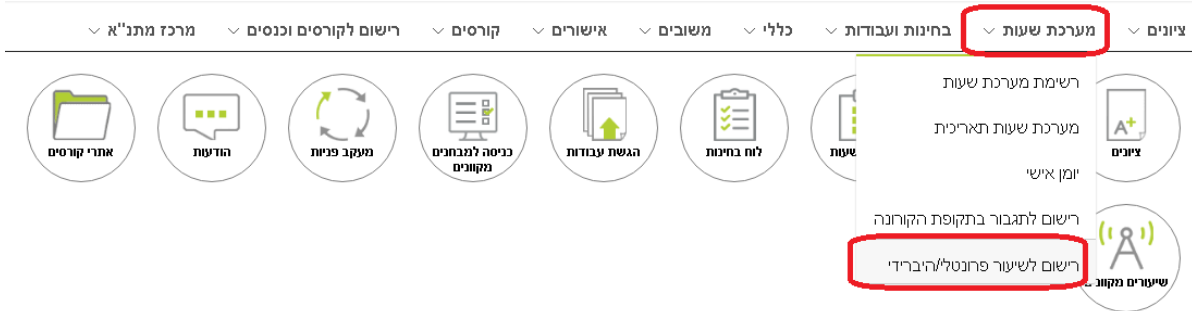 ציונים
מערכת שעות
בחינות ועבודות
כללי
משובים
אישורים
קורסים
רישום לקורסים וכנסים
מרכז מתנ"א
רשימת מערכת שעות
מערכת שעות תאריכית
יומן אישי
רישום לתגבור בתקופת הקורונה
רישום לשיעור פרונטלי/היברידי
A+
ציונים
שעות
לוח בחינות
הגשת עבודות
כניסה למבחנים
מקוונים
מעקב פניות
הודעות
אתרי קורסים
שיעורים מקוונ